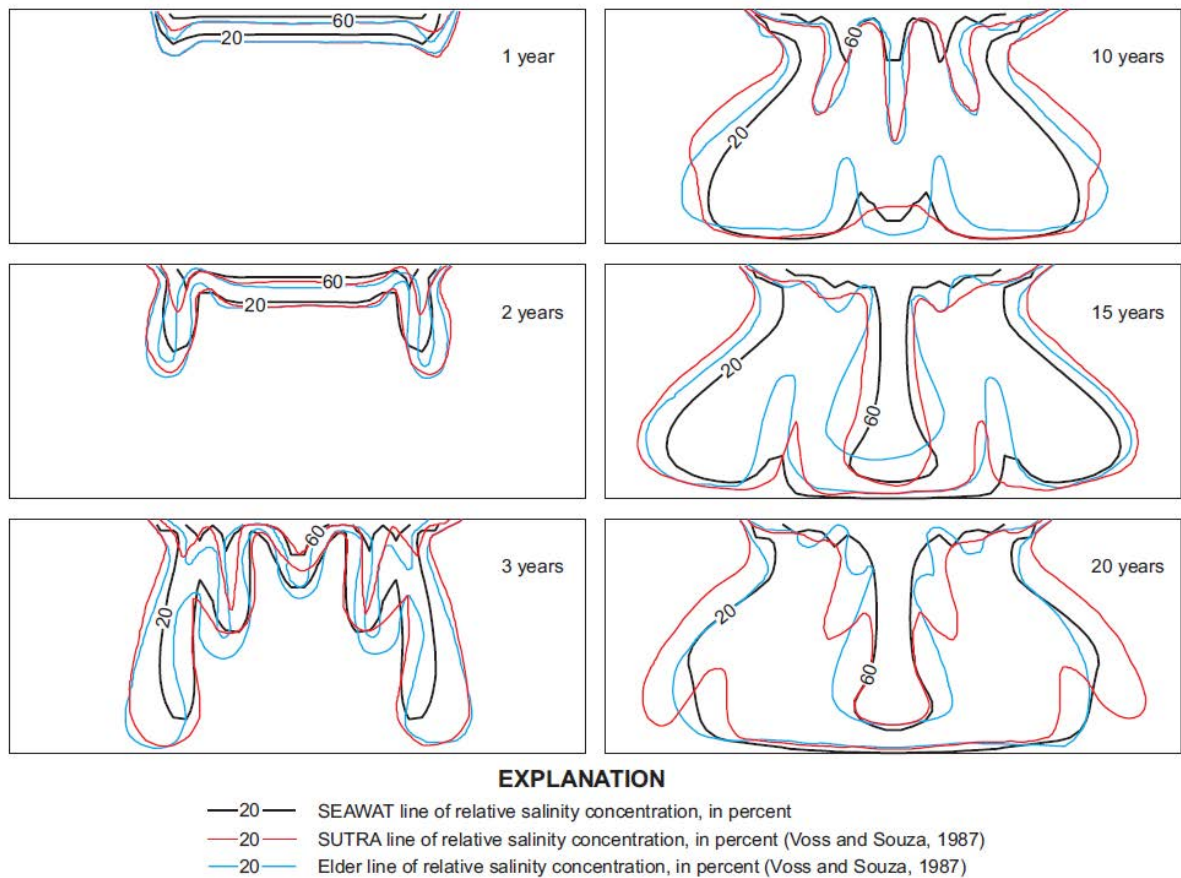 60
20
1 year
60
20
10 years
60
20
2 years
20
60
15 years
60
20
3 years
20
60
20 years
EXPLANATION
20 SEAWAT line of relative salinity concentration, in percent
20 SUTRA line of relative salinity concentration, in percent (Voss and Souza, 1987)
20 Elder line of relative salinity concentration, in percent (Voss and Souza, 1987)